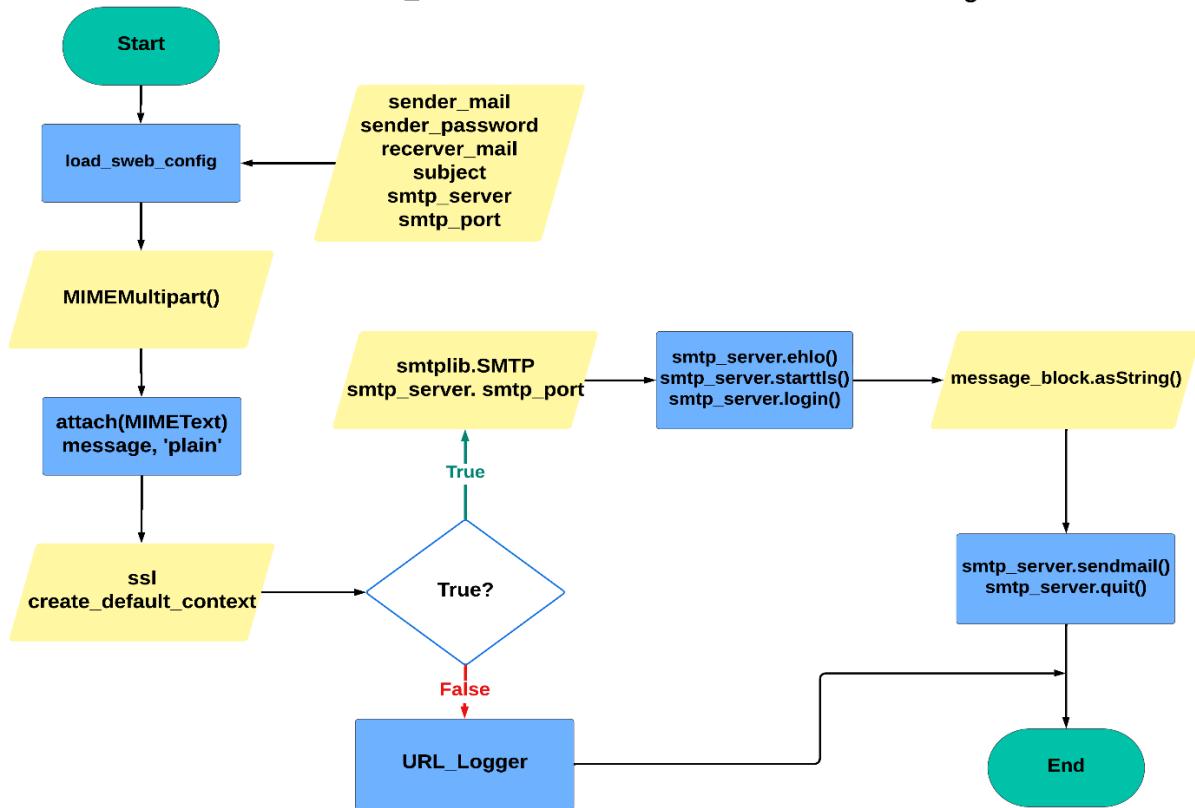 Start
load_sweb_config
sender_mail
sender_password
recerver_mail
subject
smtp_server
smtp_port
MIMEMultipart()
attach(MIMEText)
message, 'plain'
ssl
create_default_context
True?
True
False
smtplib.SMTP
smtp_server. smtp_port
smtp_server.ehlo()
smtp_server.starttls()
smtp_server.login()
message_block.asString()
smtp_server.sendmail()
smtp_server.quit()
URL_Logger
End